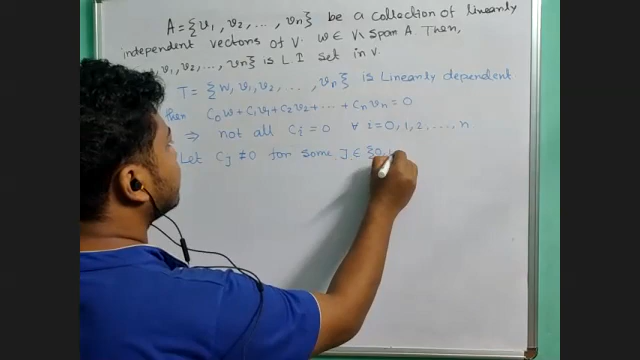 A = {v₁, v₂, ..., vₙ} be a collection of linearly
independent vectors of V. w ∈ V\ span A. Then,
v₁, v₂, ..., vₙ} is L I set in V.
T = {w, v₁, v₂, ..., vₙ} is Linearly dependent
then C₀w + C₁v₁ + C₂v₂ + ... + Cₙvₙ = 0
⇒ not all Cᵢ = 0 ∀ i = 0, 1, 2, ..., n
Let C_J ≠ 0 for some J ∈ {0,